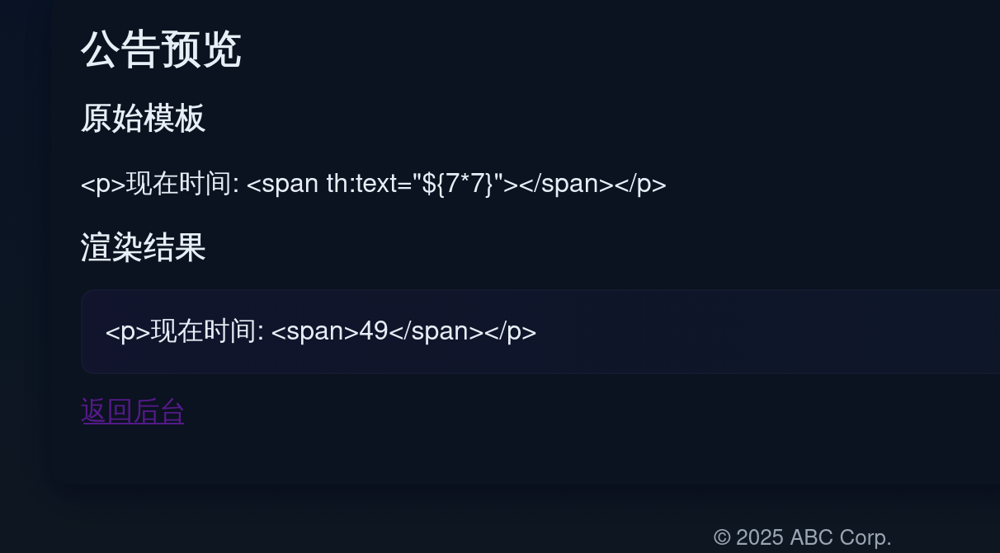 公告预览
原始模板
<p>现在时间: <span th:text="${7*7}"></span></p>
渲染结果
<p>现在时间: <span>49</span></p>
返回后台
© 2025 ABC Corp.